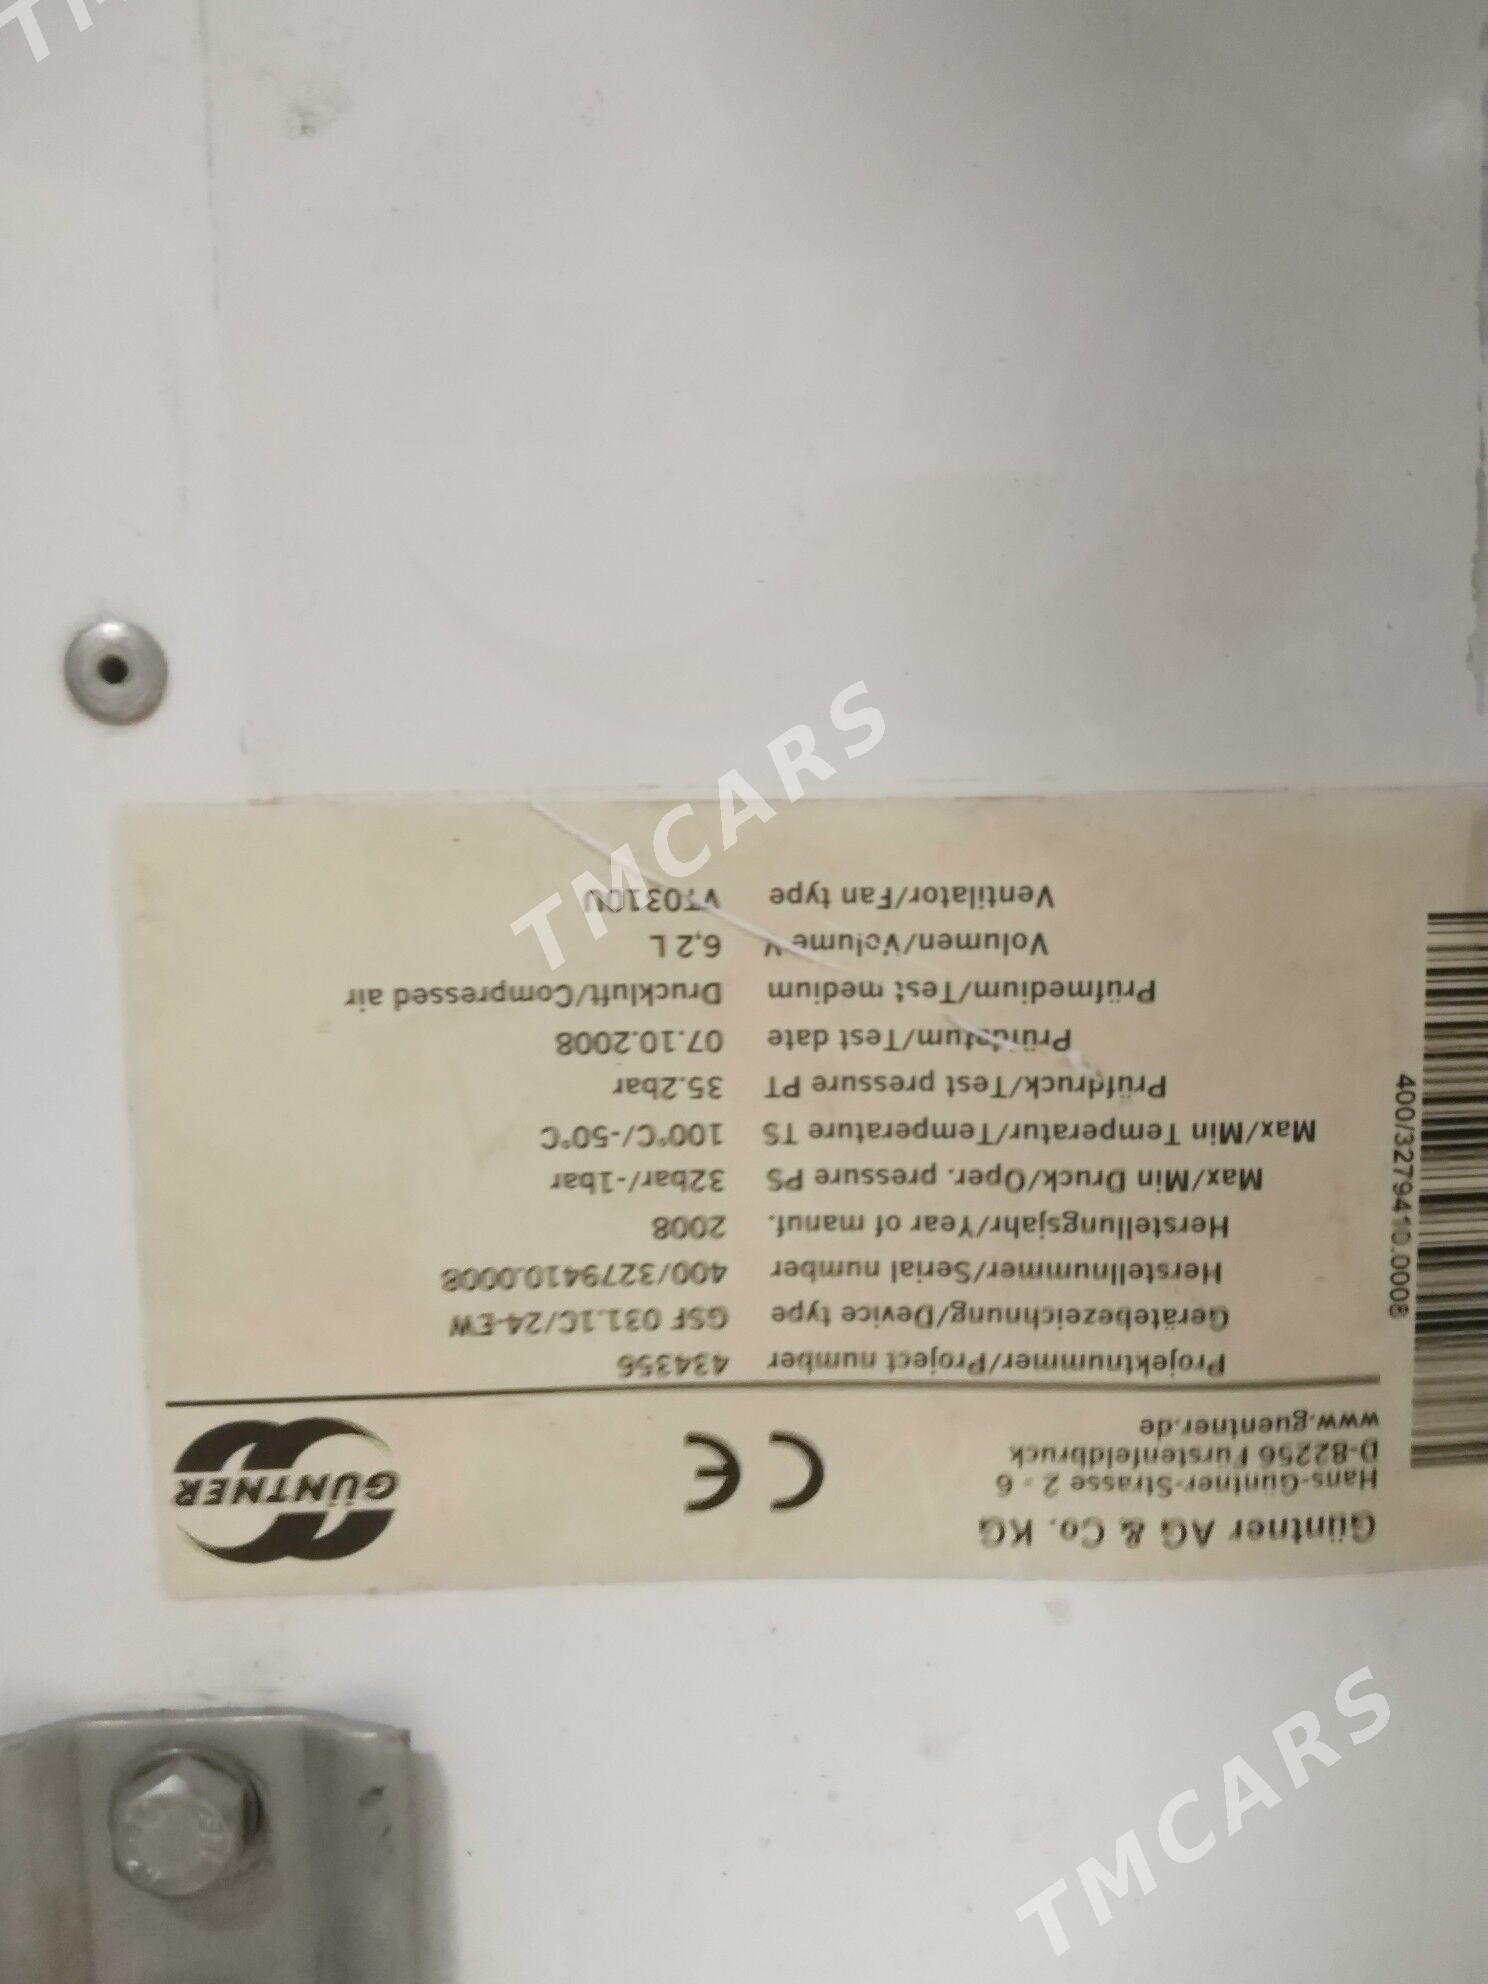 Güntner AG & Co. KG
Hans-Güntner-Strasse 2 - 6
D-82256 Fürstenfeldbruck
www.guentner.de
CE
GÜNTNER
Projektnummer/Project number 434356
Gerätebezeichnung/Device type GSF 031.1C/24-EW
Herstellnummer/Serial number 400/3279410.0008
Herstellungsjahr/Year of manuf. 2008
Max/Min Druck/Oper. pressure PS 32bar/-1bar
Max/Min Temperatur/Temperature TS 100°C/-50°C
Prüfdruck/Test pressure PT 35.2bar
Prüfdatum/Test date 07.10.2008
Prüfmedium/Test medium Druckluft/Compressed air
Volumen/Volume V 6,2 L
Ventilator/Fan type VT0310U
400/3279410.0008
TMCARS
TMCARS